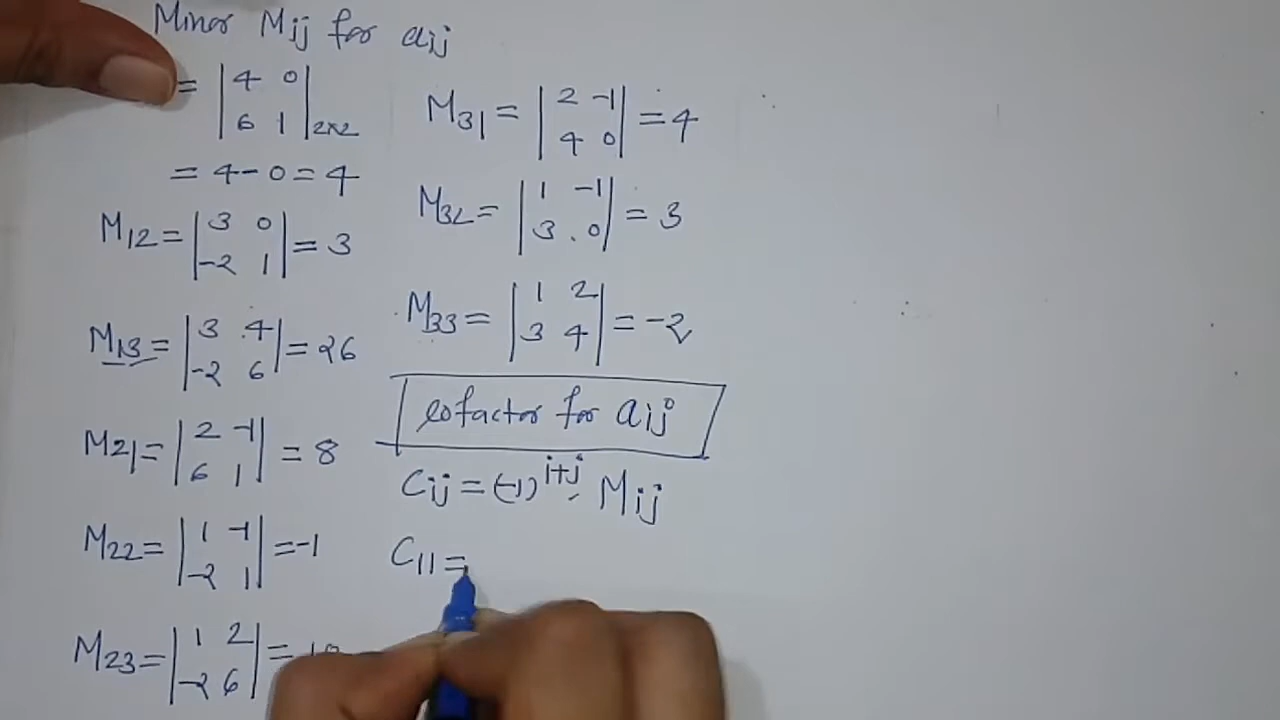 Minor Mij for aij
= |4 0|
|6 1| 2x2
= 4 - 0 = 4
M12 = |3 0| = 3
|-2 1|
M13 = |3 4| = 26
|-2 6|
M21 = |2 -1| = 8
|6 1|
M22 = |1 -1| = -1
|-2 1|
M23 = |1 2| =
|-2 6|
M31 = |2 -1| = 4
|4 0|
M32 = |1 -1| = 3
|3 0|
M33 = |1 2| = -2
|3 4|
cofactor for aij
Cij = (-1)^i+j . Mij
C11 =